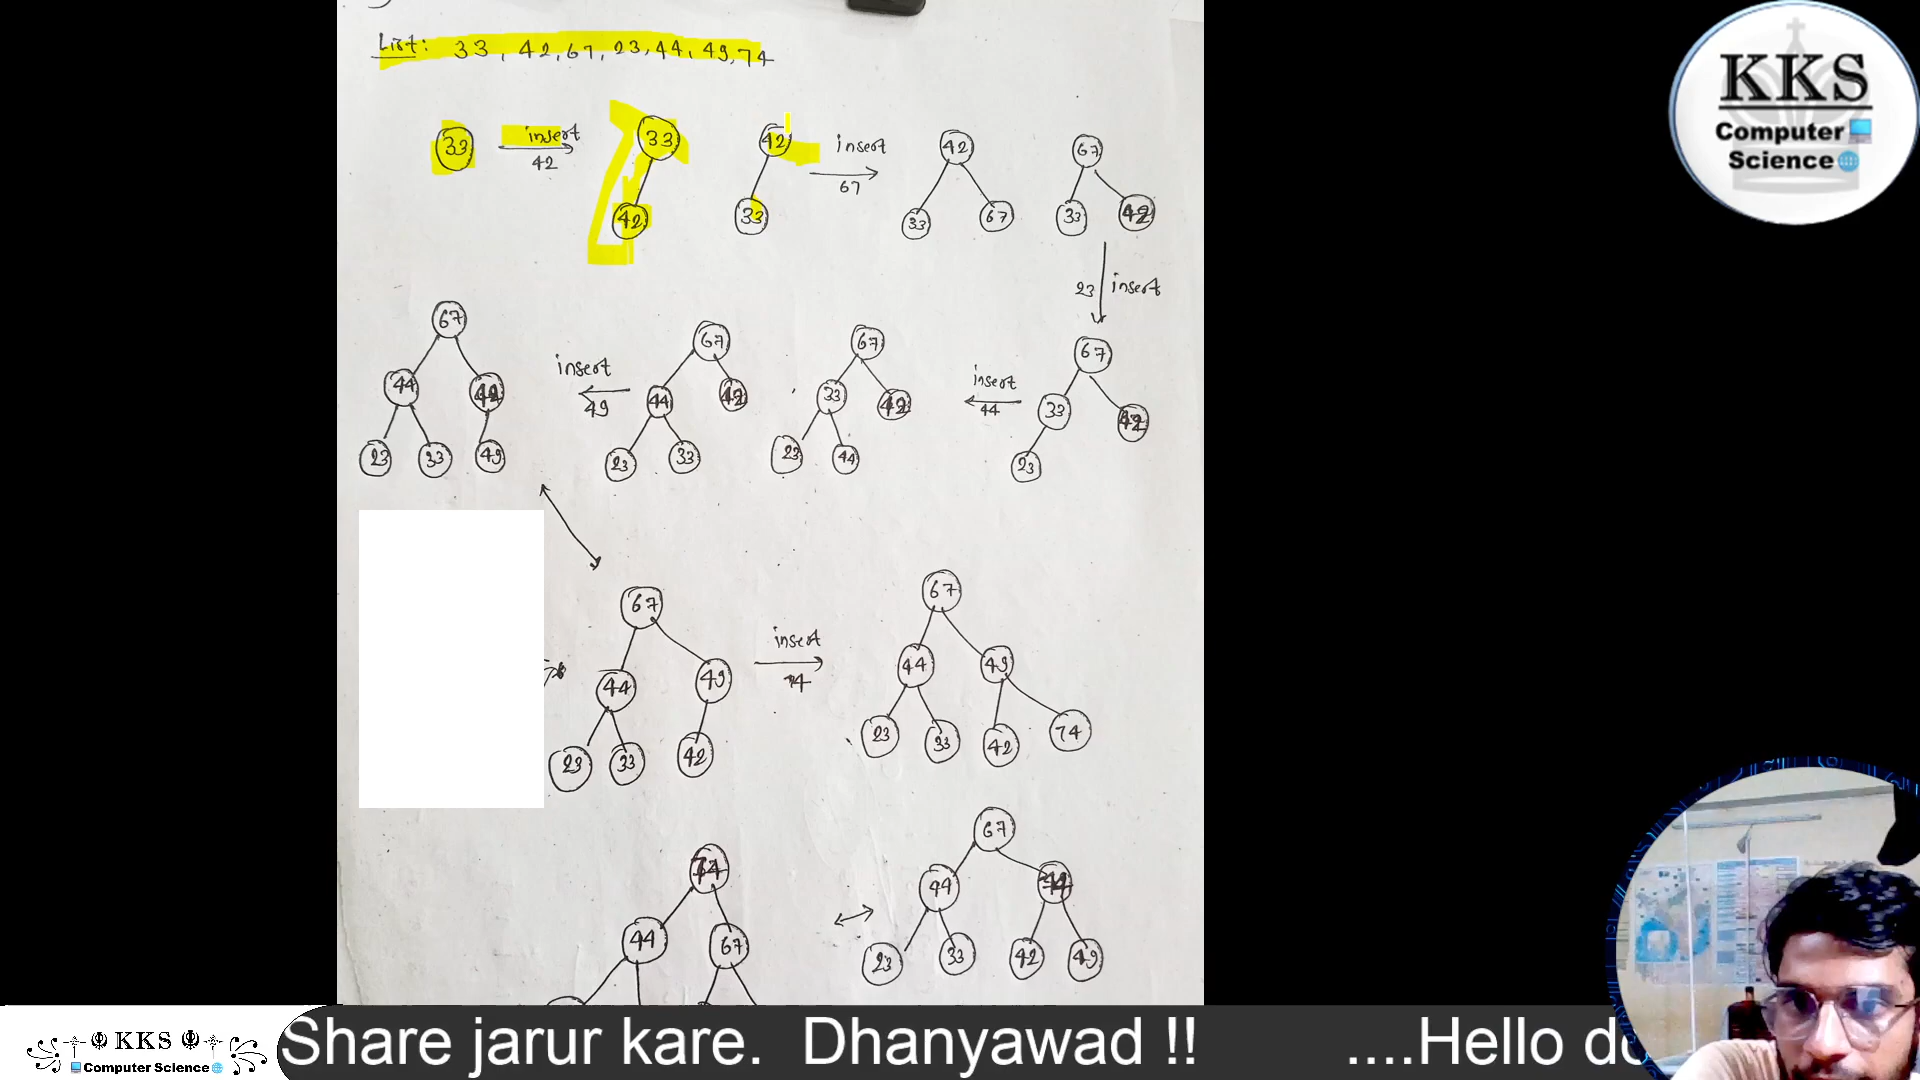 List: 33, 42, 67, 23, 44, 49, 74
33 insert 42 33 42 42 33 insert 67 42 33 67 67 33 42
23 insert
67 44 42 23 33 49 insert 49 67 44 42 23 33 67 33 42 23 44 insert 44 67 33 42 23
67 44 49 23 33 42 insert 74 67 44 49 23 33 42 74
74 44 67 67 44 74 23 33 42 49
KKS
Computer
Science
KKS
Computer Science
Share jarur kare. Dhanyawad !! ....Hello do